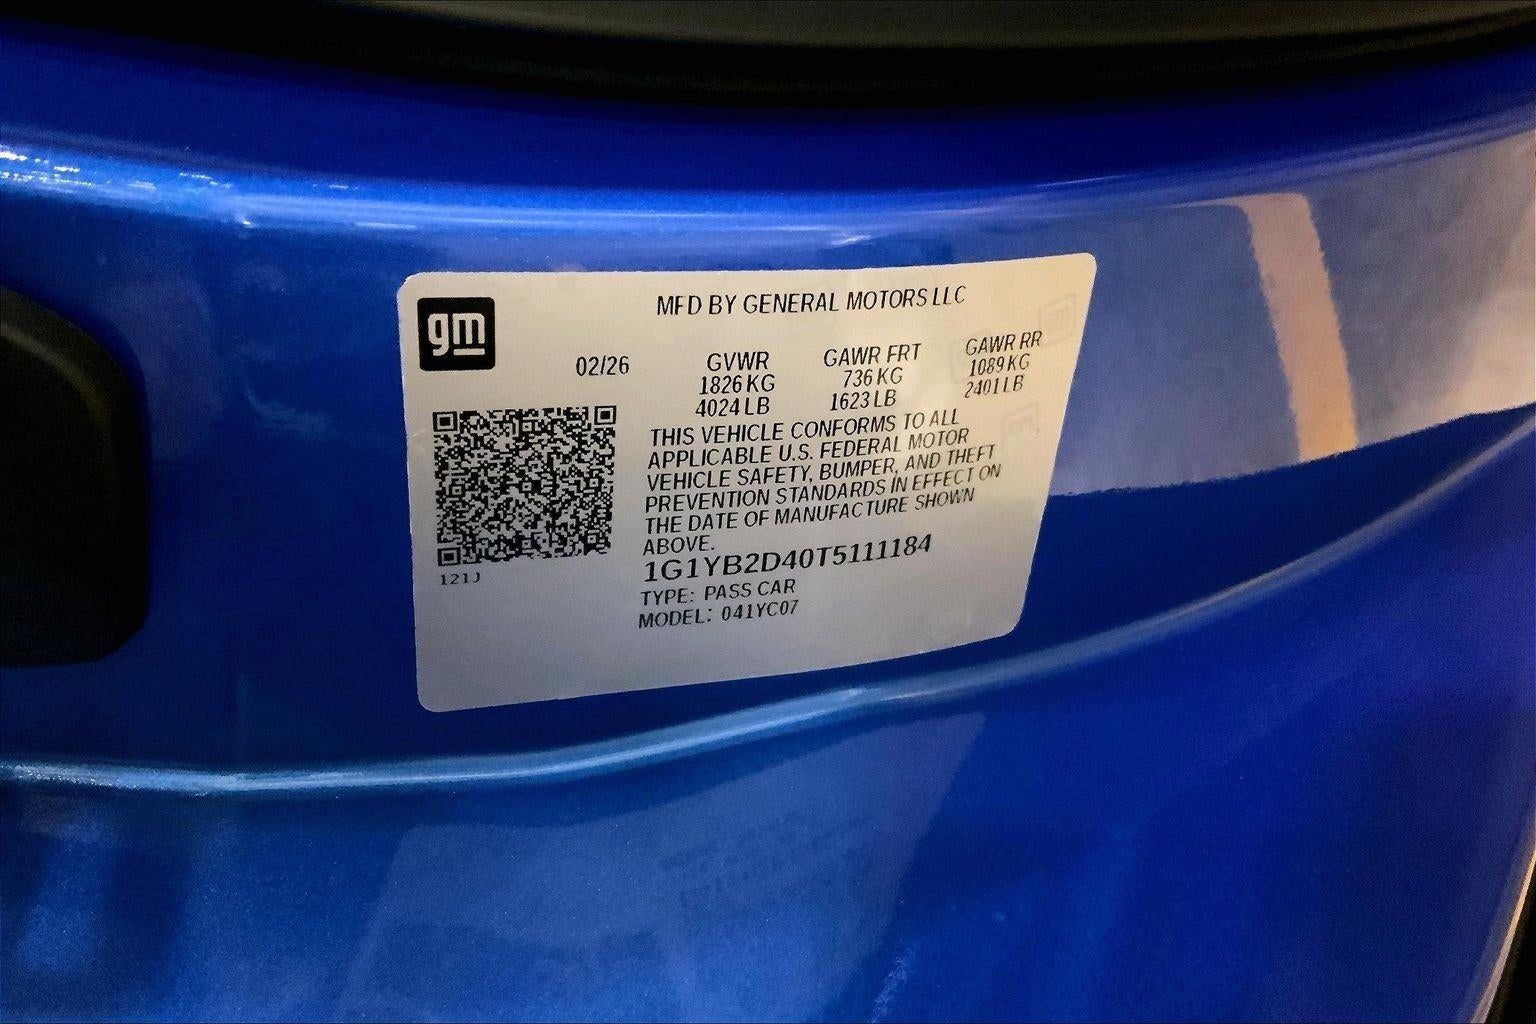 gm
MFD BY GENERAL MOTORS LLC
02/26
GVWR
1826 KG
4024 LB
GAWR FRT
736 KG
1623 LB
GAWR RR
1089 KG
2401 LB
THIS VEHICLE CONFORMS TO ALL
APPLICABLE U.S. FEDERAL MOTOR
VEHICLE SAFETY, BUMPER, AND THEFT
PREVENTION STANDARDS IN EFFECT ON
THE DATE OF MANUFACTURE SHOWN
ABOVE.
1G1YB2D40T5111184
TYPE: PASS CAR
MODEL: 041YC07
121J